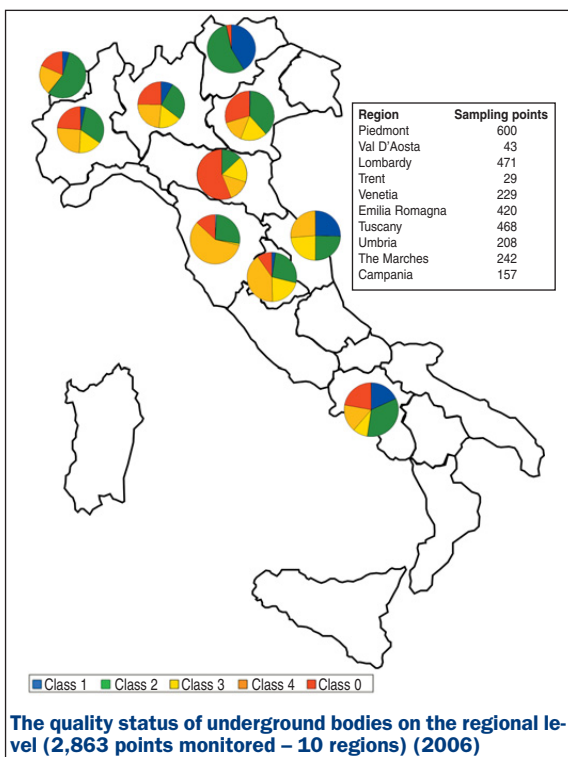 Region Sampling points
Piedmont 600
Val D'Aosta 43
Lombardy 471
Trent 29
Venetia 229
Emilia Romagna 420
Tuscany 468
Umbria 208
The Marches 242
Campania 157
Class 1 Class 2 Class 3 Class 4 Class 0
The quality status of underground bodies on the regional le-
vel (2,863 points monitored – 10 regions) (2006)